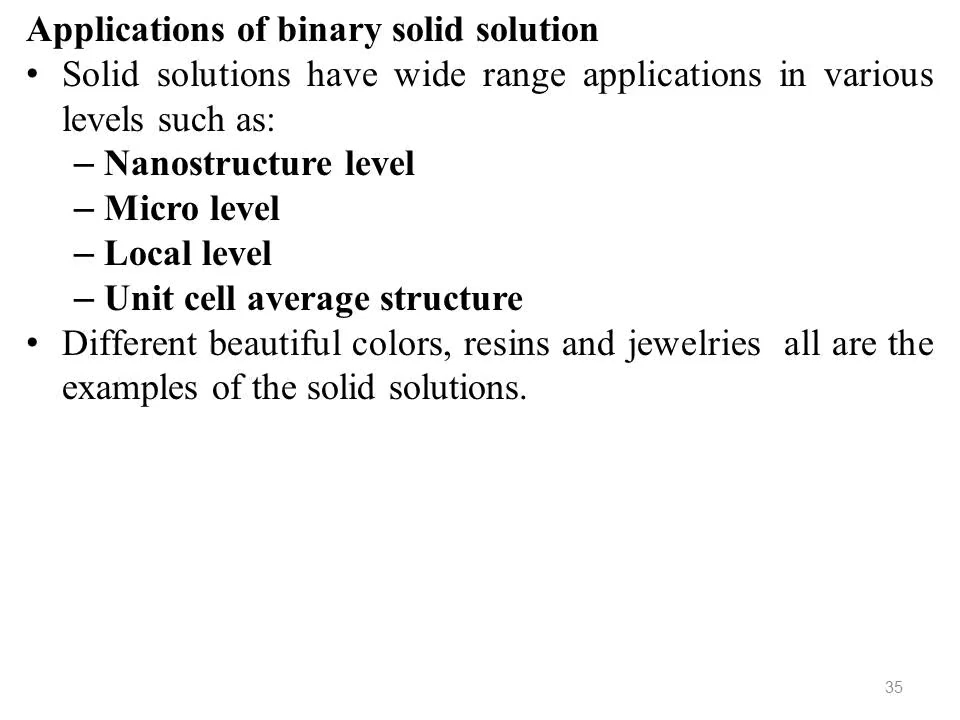 Applications of binary solid solution
• Solid solutions have wide range applications in various
levels such as:
– Nanostructure level
– Micro level
– Local level
– Unit cell average structure
• Different beautiful colors, resins and jewelries  all are the
examples of the solid solutions.
35